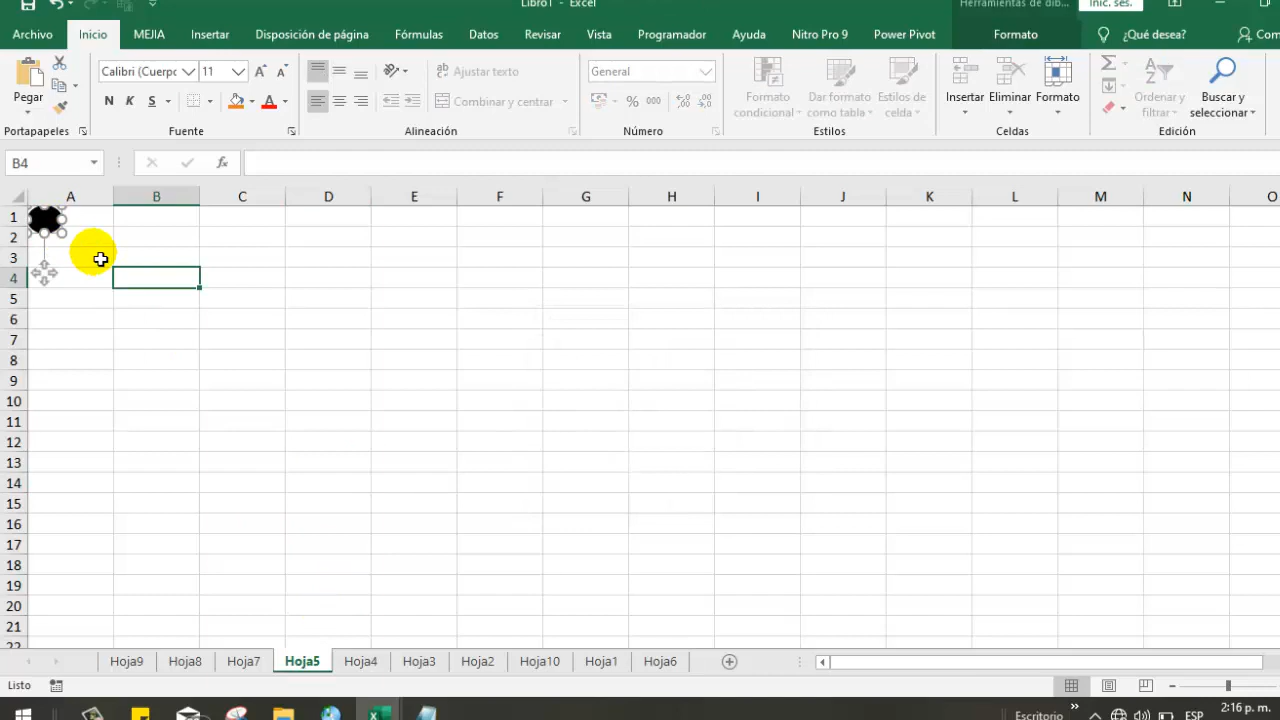 Libro1 - Excel
Herramientas de dib...
Inic. ses.
Archivo
Inicio
MEJIA
Insertar
Disposición de página
Fórmulas
Datos
Revisar
Vista
Programador
Ayuda
Nitro Pro 9
Power Pivot
Formato
¿Qué desea?
Com
Pegar
Calibri (Cuerpo
11
N K S
Ajustar texto
Combinar y centrar
General
% 000
Formato
condicional
Dar formato
como tabla
Estilos de
celda
Insertar
Eliminar
Formato
Ordenar y
filtrar
Buscar y
seleccionar
Portapapeles
Fuente
Alineación
Número
Estilos
Celdas
Edición
B4
fx
A B C D E F G H I J K L M N O
1
2
3
4
5
6
7
8
9
10
11
12
13
14
15
16
17
18
19
20
21
22
Hoja9 Hoja8 Hoja7 Hoja5 Hoja4 Hoja3 Hoja2 Hoja10 Hoja1 Hoja6
Listo
Escritorio
ESP
2:16 p. m.